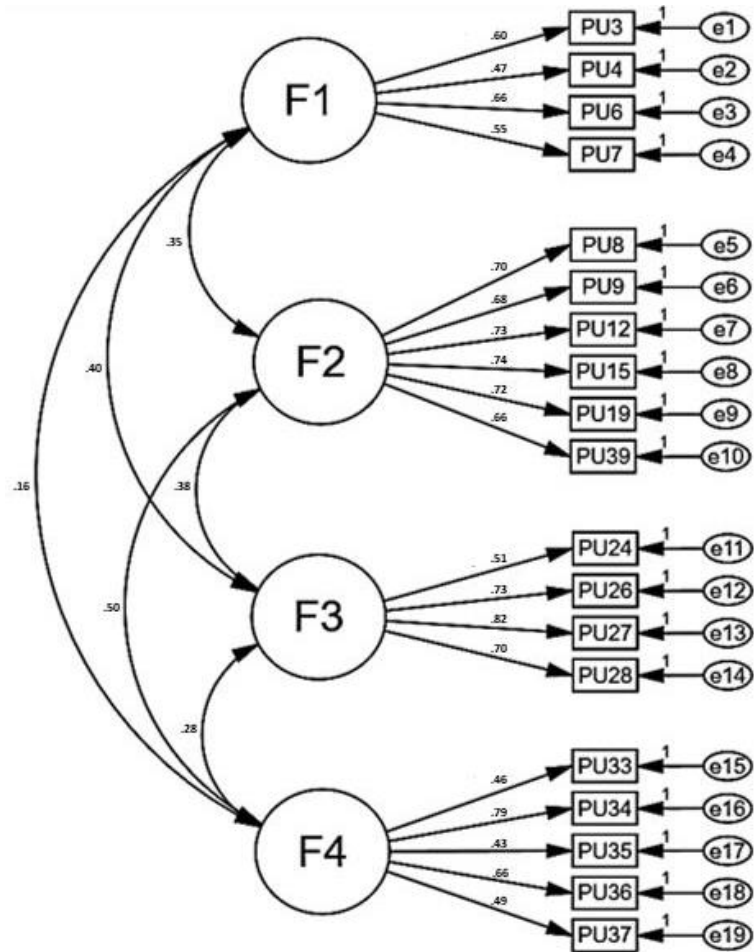 F1
.60 PU3 1 e1
.47 PU4 1 e2
.66 PU6 1 e3
.55 PU7 1 e4
.35
F2
.70 PU8 1 e5
.68 PU9 1 e6
.73 PU12 1 e7
.74 PU15 1 e8
.72 PU19 1 e9
.66 PU39 1 e10
.40
.16
.38
F3
.51 PU24 1 e11
.73 PU26 1 e12
.82 PU27 1 e13
.70 PU28 1 e14
.50
.28
F4
.46 PU33 1 e15
.79 PU34 1 e16
.43 PU35 1 e17
.66 PU36 1 e18
.49 PU37 1 e19